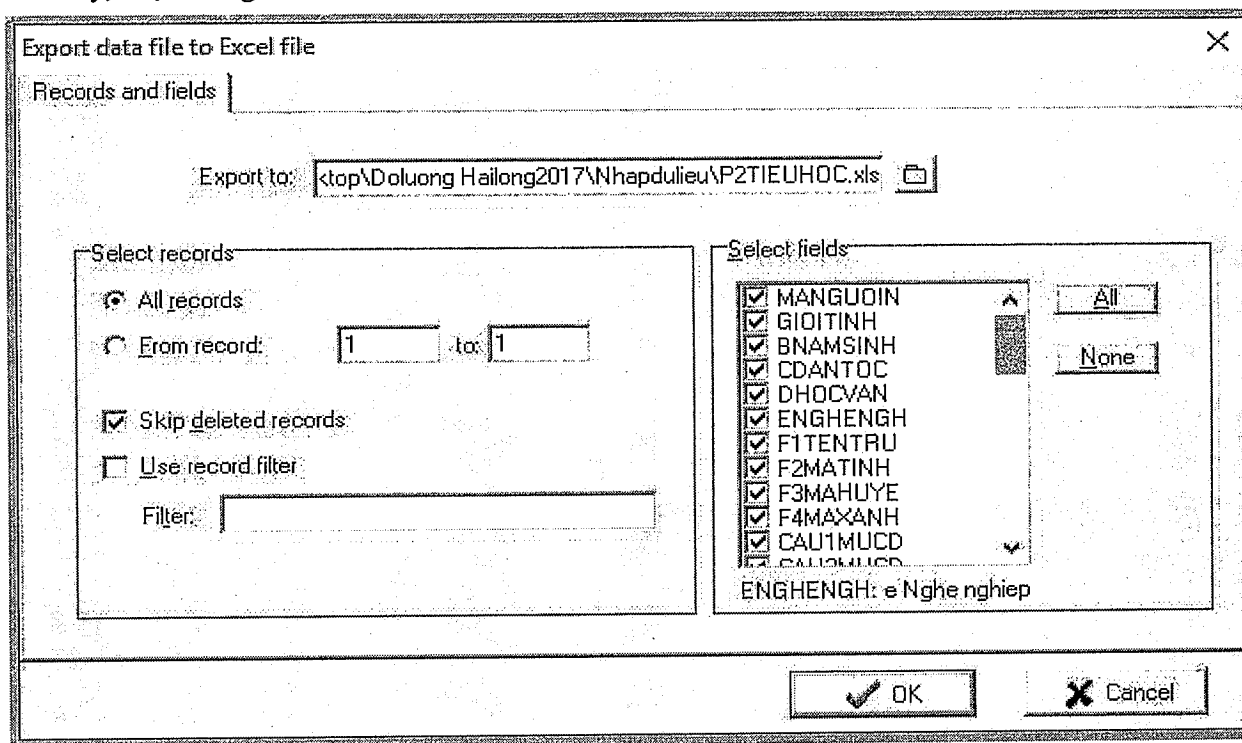 Export data file to Excel file
Records and fields
Export to: <top\Doluong Hailong2017\Nhapdulieu\P2TIEUHOC.xls
Select records
All records
From record: 1 to: 1
Skip deleted records
Use record filter
Filter:
Select fields
MANGUOIN
GIOITINH
BNAMSINH
CDANTOC
DHOCVAN
ENGHENGH
F1TENTRU
F2MATINH
F3MAHUYE
F4MAXANH
CAU1MUCD
CAU2MUCD
ENGHENGH: e Nghe nghiep
All
None
OK
Cancel